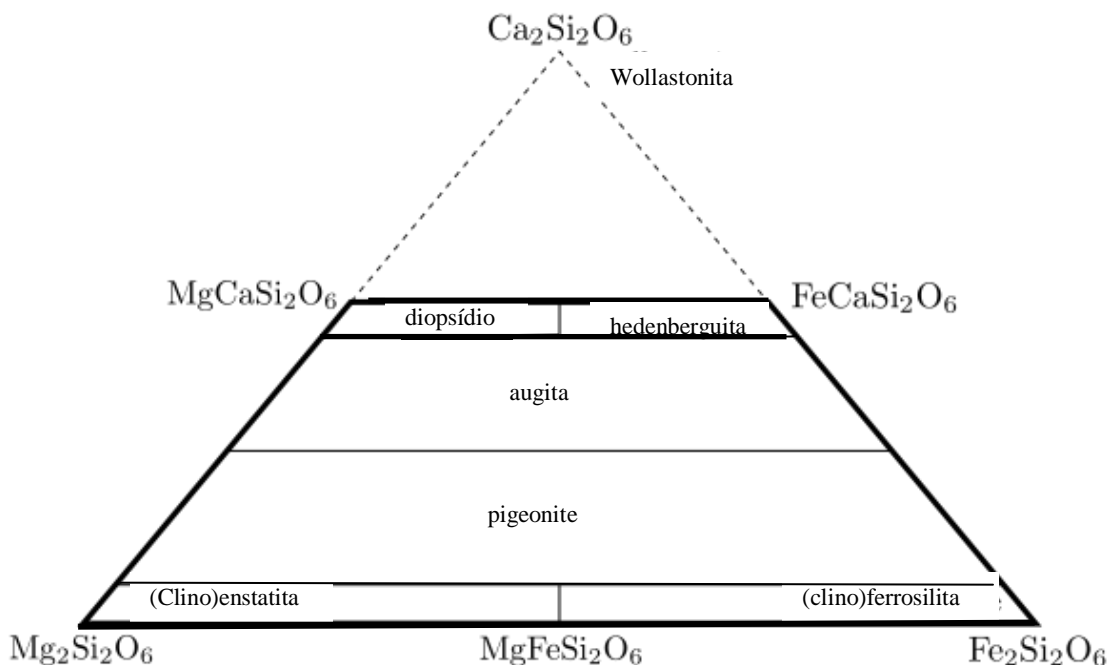 Ca₂Si₂O₆
Wollastonita
MgCaSi₂O₆
FeCaSi₂O₆
diopsídio
hedenberguita
augita
pigeonite
(Clino)enstatita
(clino)ferrosilita
Mg₂Si₂O₆
MgFeSi₂O₆
Fe₂Si₂O₆